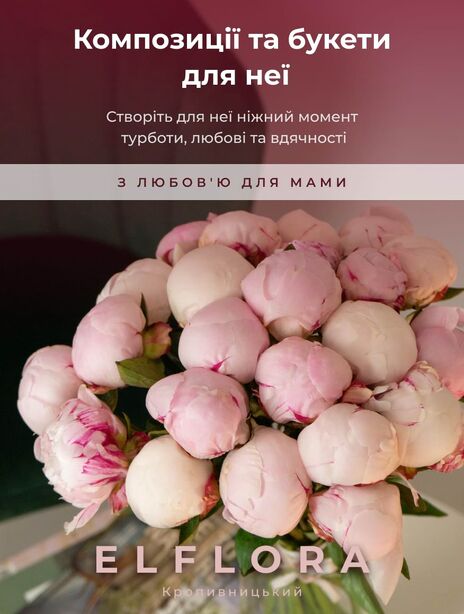 Композиції та букети
для неї
Створіть для неї ніжний момент
турботи, любові та вдячності
З ЛЮБОВ'Ю ДЛЯ МАМИ
ELFLORA
Кропивницький